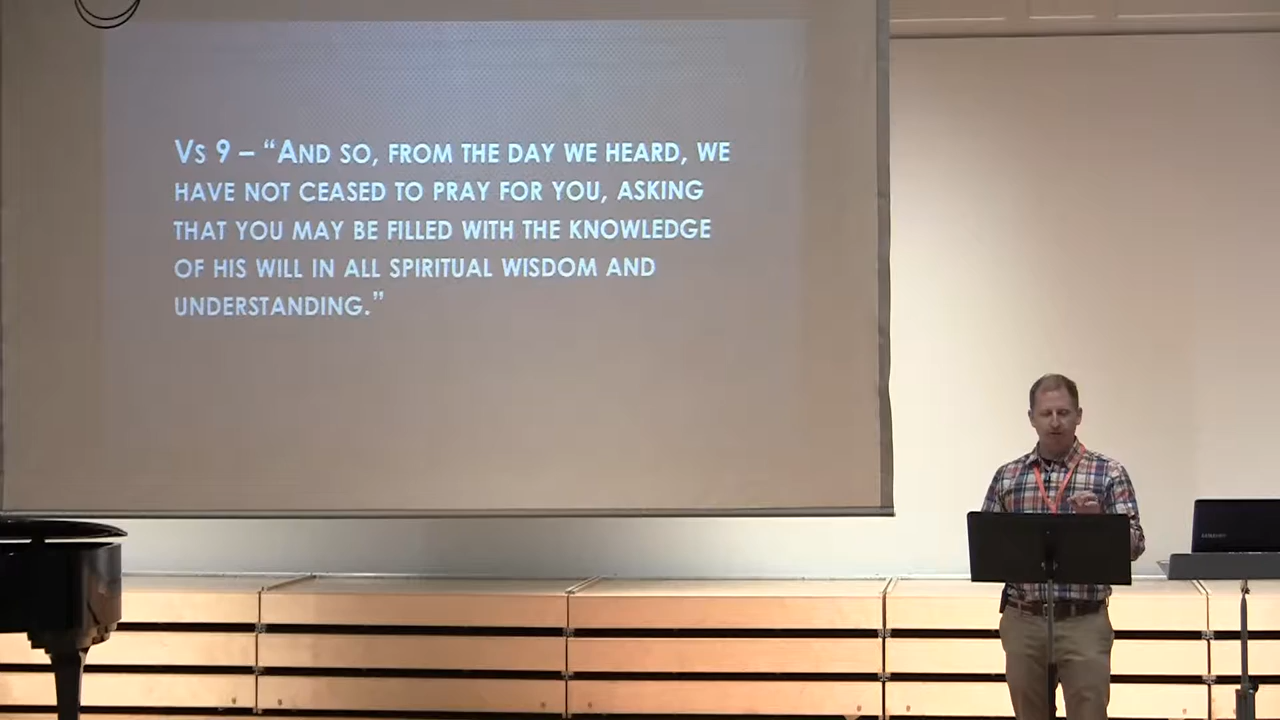 Vs 9 – “And so, from the day we heard, we
have not ceased to pray for you, asking
that you may be filled with the knowledge
of his will in all spiritual wisdom and
understanding.”